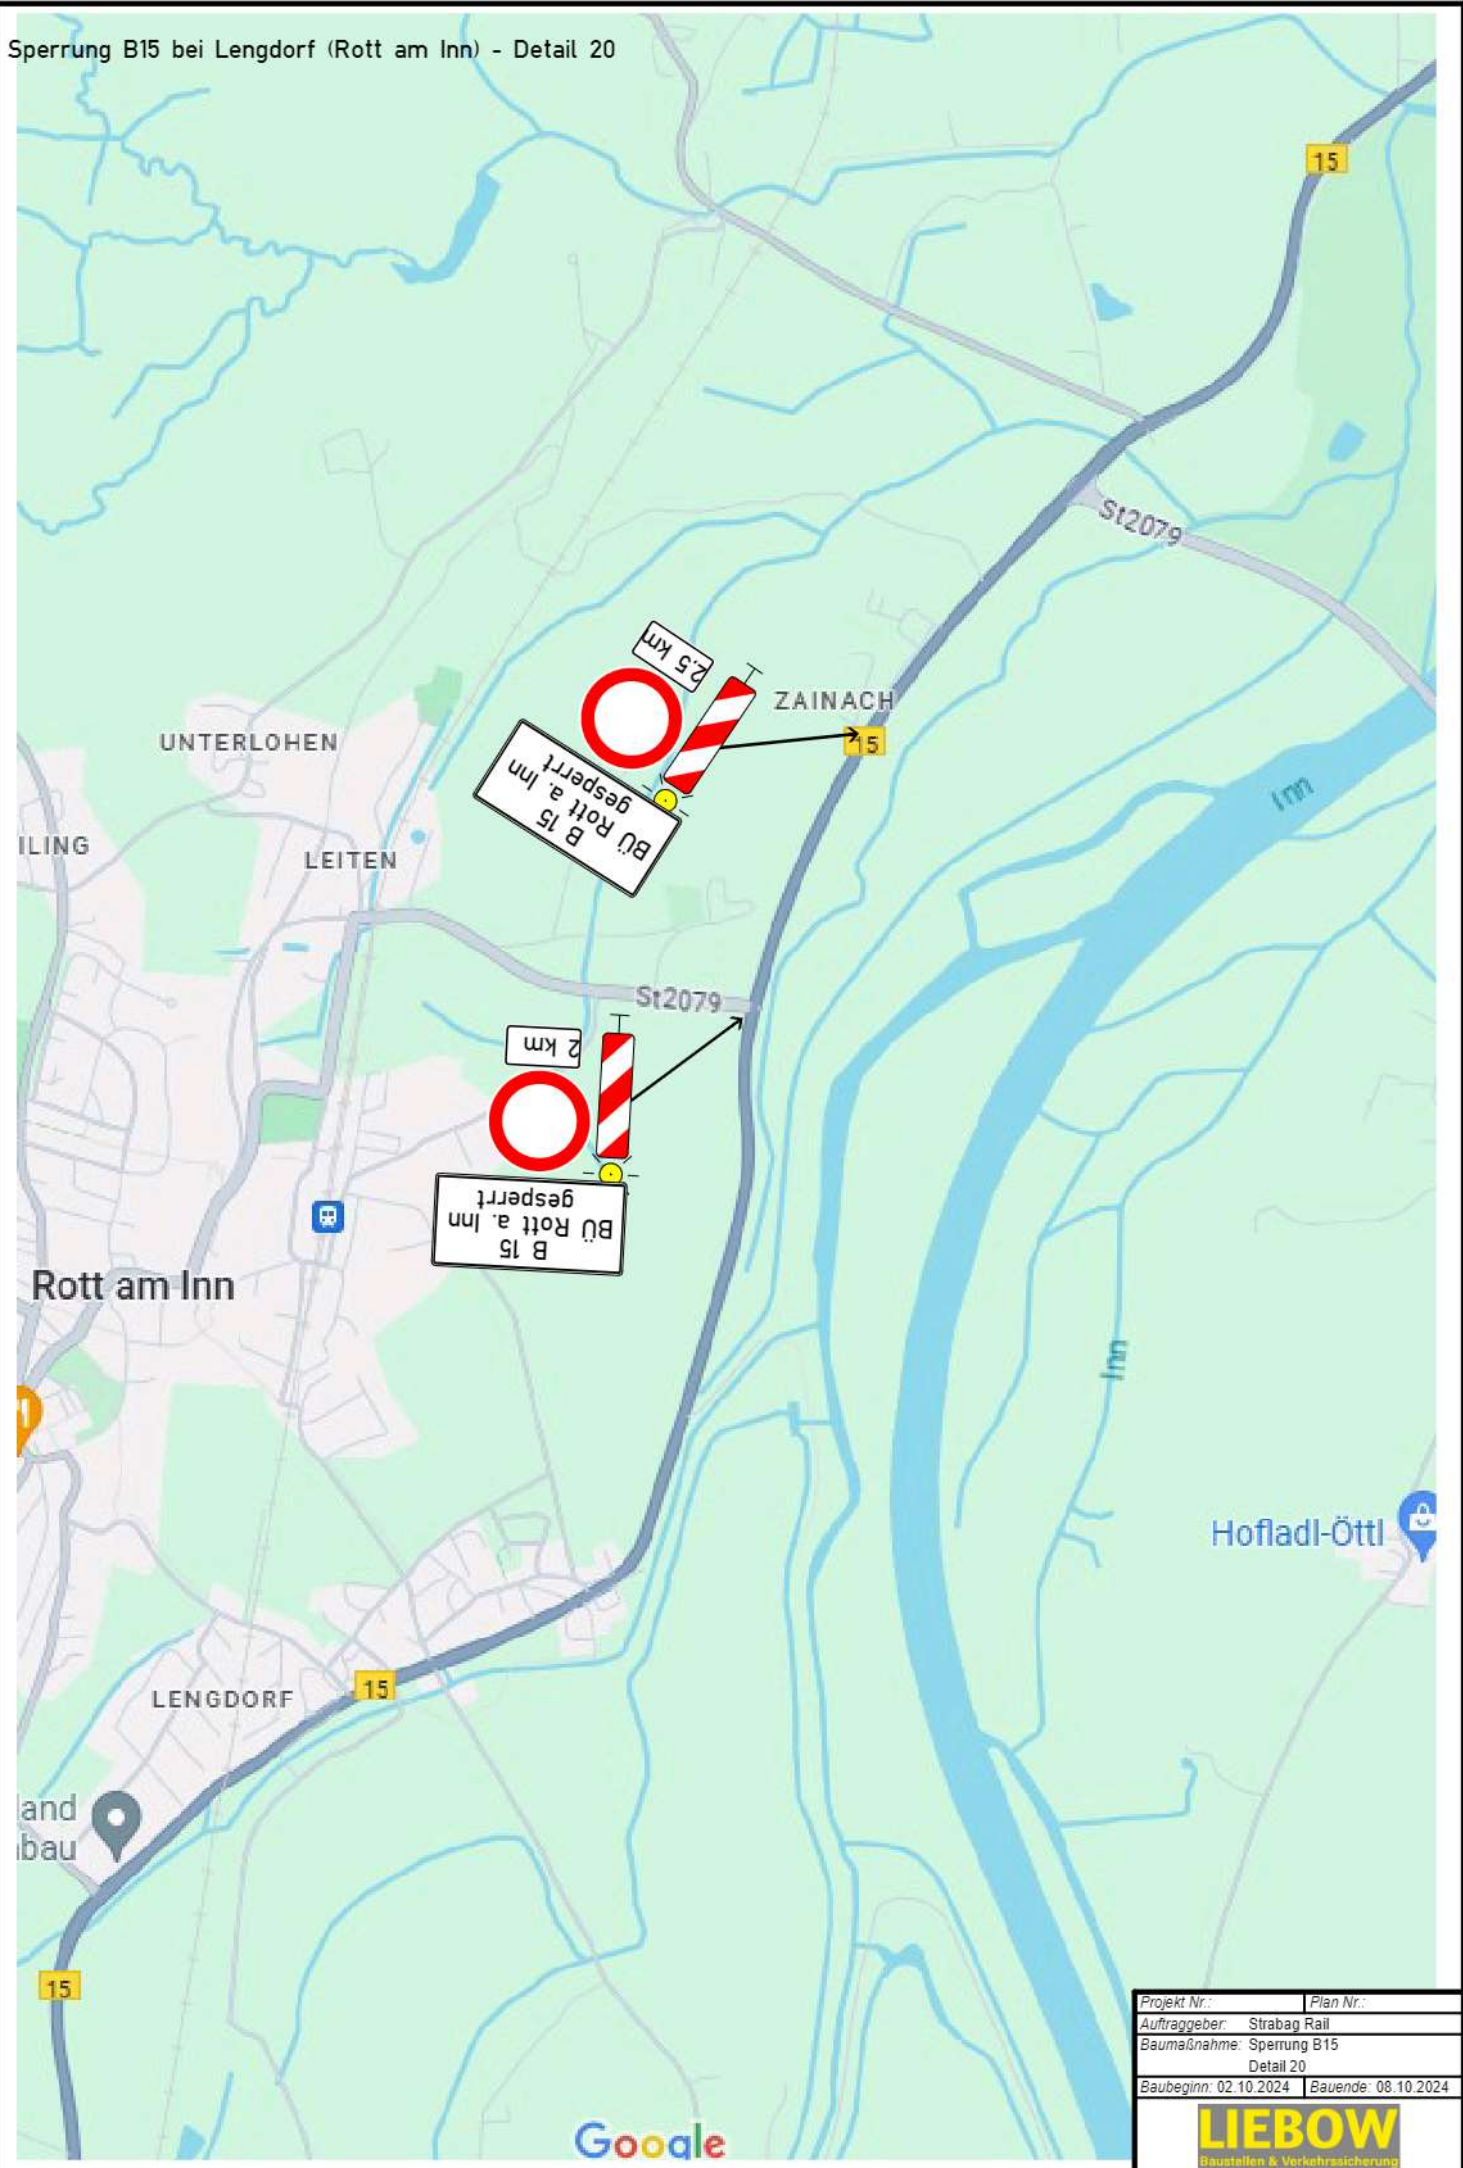 Sperrung B15 bei Lengdorf (Rott am Inn) - Detail 20
15
St2079
2.5 km
ZAINACH
15
B 15
BÜ Rott a. Inn
gesperrt
UNTERLOHEN
Inn
ILING
LEITEN
St2079
2 km
B 15
BÜ Rott a. Inn
gesperrt
Rott am Inn
Inn
Hofladl-Öttl
15
LENGDORF
land
bau
15
Projekt Nr.: Plan Nr.:
Auftraggeber: Strabag Rail
Baumaßnahme: Sperrung B15
Detail 20
Baubeginn: 02.10.2024 Bauende: 08.10.2024
LIEBOW
Baustellen & Verkehrssicherung
Google